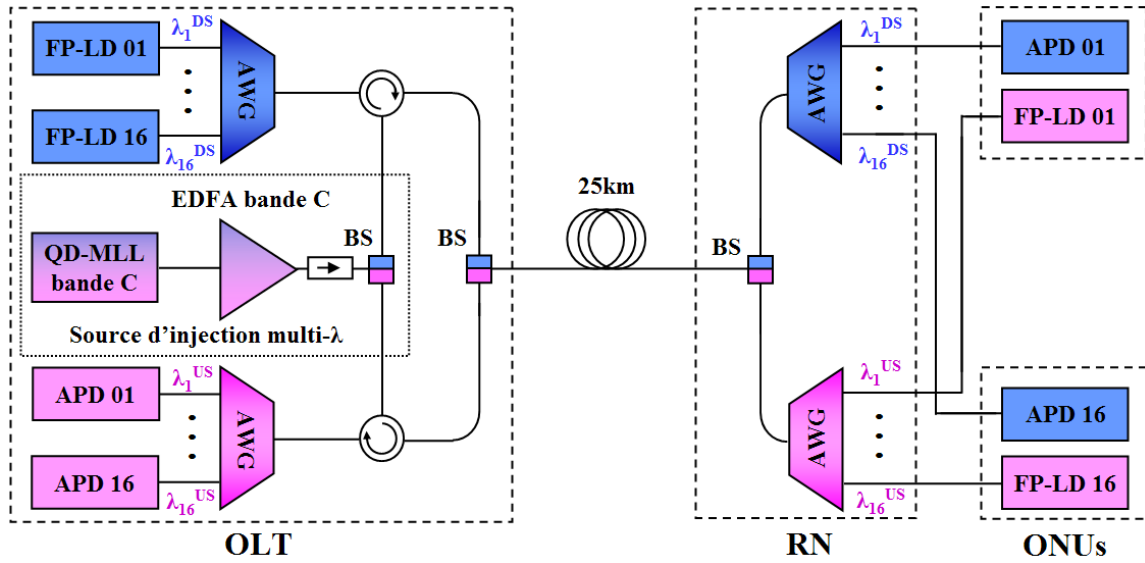 FP-LD 01
λ₁ᴰˢ
AWG
FP-LD 16
λ₁₆ᴰˢ
EDFA bande C
QD-MLL
bande C
BS
Source d'injection multi-λ
BS
APD 01
λ₁ᵁˢ
AWG
APD 16
λ₁₆ᵁˢ
OLT
25km
BS
AWG
λ₁ᴰˢ
λ₁₆ᴰˢ
AWG
λ₁ᵁˢ
λ₁₆ᵁˢ
RN
APD 01
FP-LD 01
APD 16
FP-LD 16
ONUs